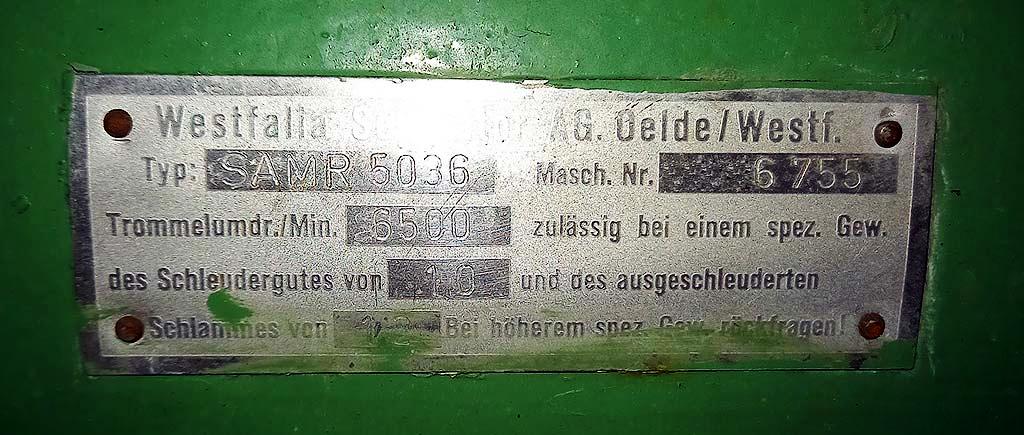 Westfalia AG. Oelde/Westf.
Typ: SAMR 5036 Masch. Nr. 6 755
Trommelumdr./Min. 6500 zulässig bei einem spez. Gew.
des Schleudergutes von 1,0 und des ausgeschleuderten
Schlammes von Bei höherem spez. Gew. rückfragen!